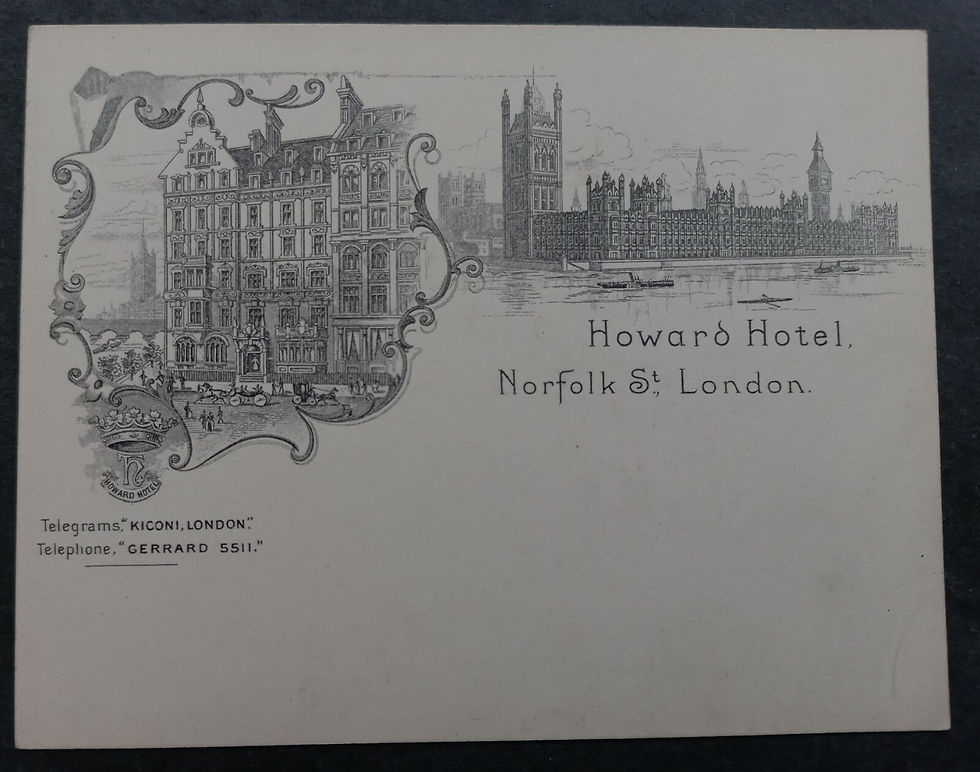 Howard Hotel,
Norfolk St., London.
HOWARD HOTEL
Telegrams, "KICONI, LONDON."
Telephone, "GERRARD 5511."